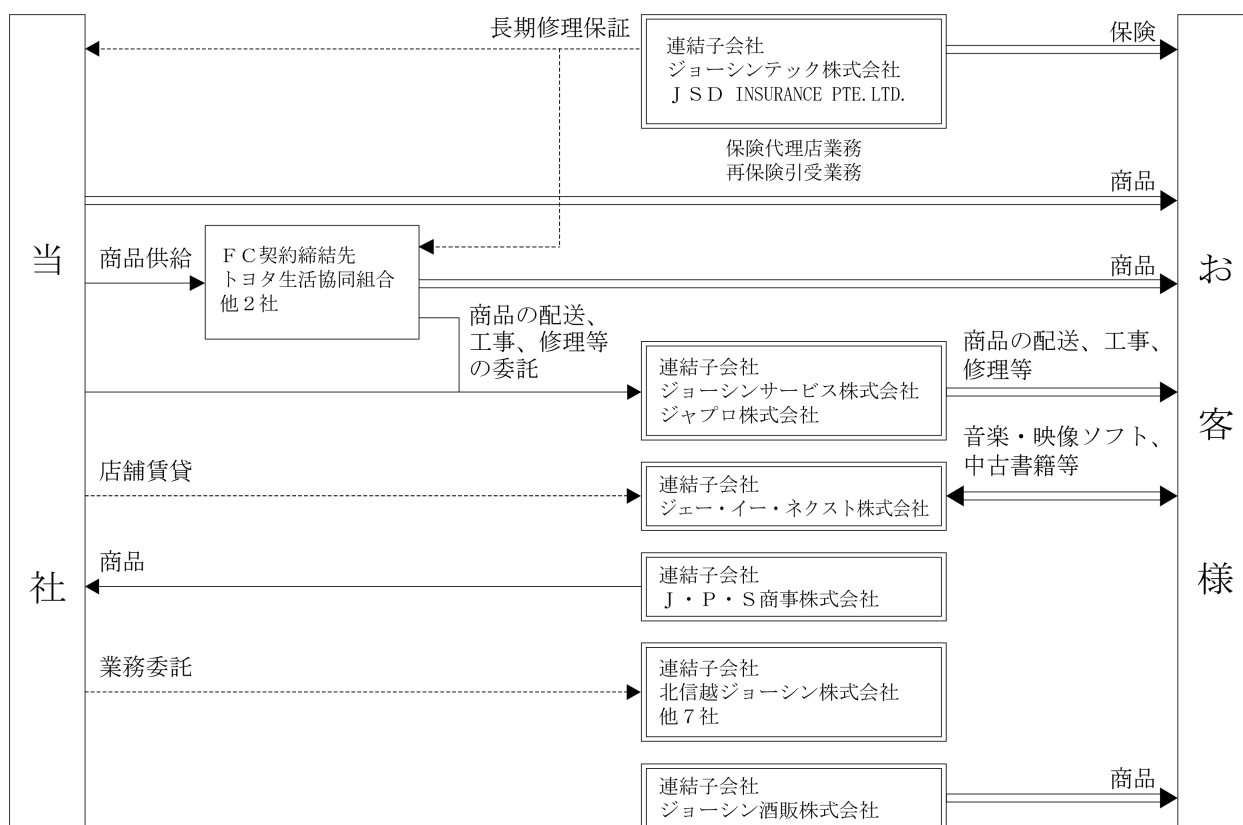 当社
お客様
長期修理保証
連結子会社
ジョーシンテック株式会社
ＪＳＤ INSURANCE PTE.LTD.
保険
保険代理店業務
再保険引受業務
商品
商品供給
ＦＣ契約締結先
トヨタ生活協同組合
他２社
商品
商品の配送、
工事、修理等
の委託
連結子会社
ジョーシンサービス株式会社
ジャプロ株式会社
商品の配送、工事、
修理等
店舗賃貸
連結子会社
ジェー・イー・ネクスト株式会社
音楽・映像ソフト、
中古書籍等
商品
連結子会社
Ｊ・Ｐ・Ｓ商事株式会社
業務委託
連結子会社
北信越ジョーシン株式会社
他７社
連結子会社
ジョーシン酒販株式会社
商品